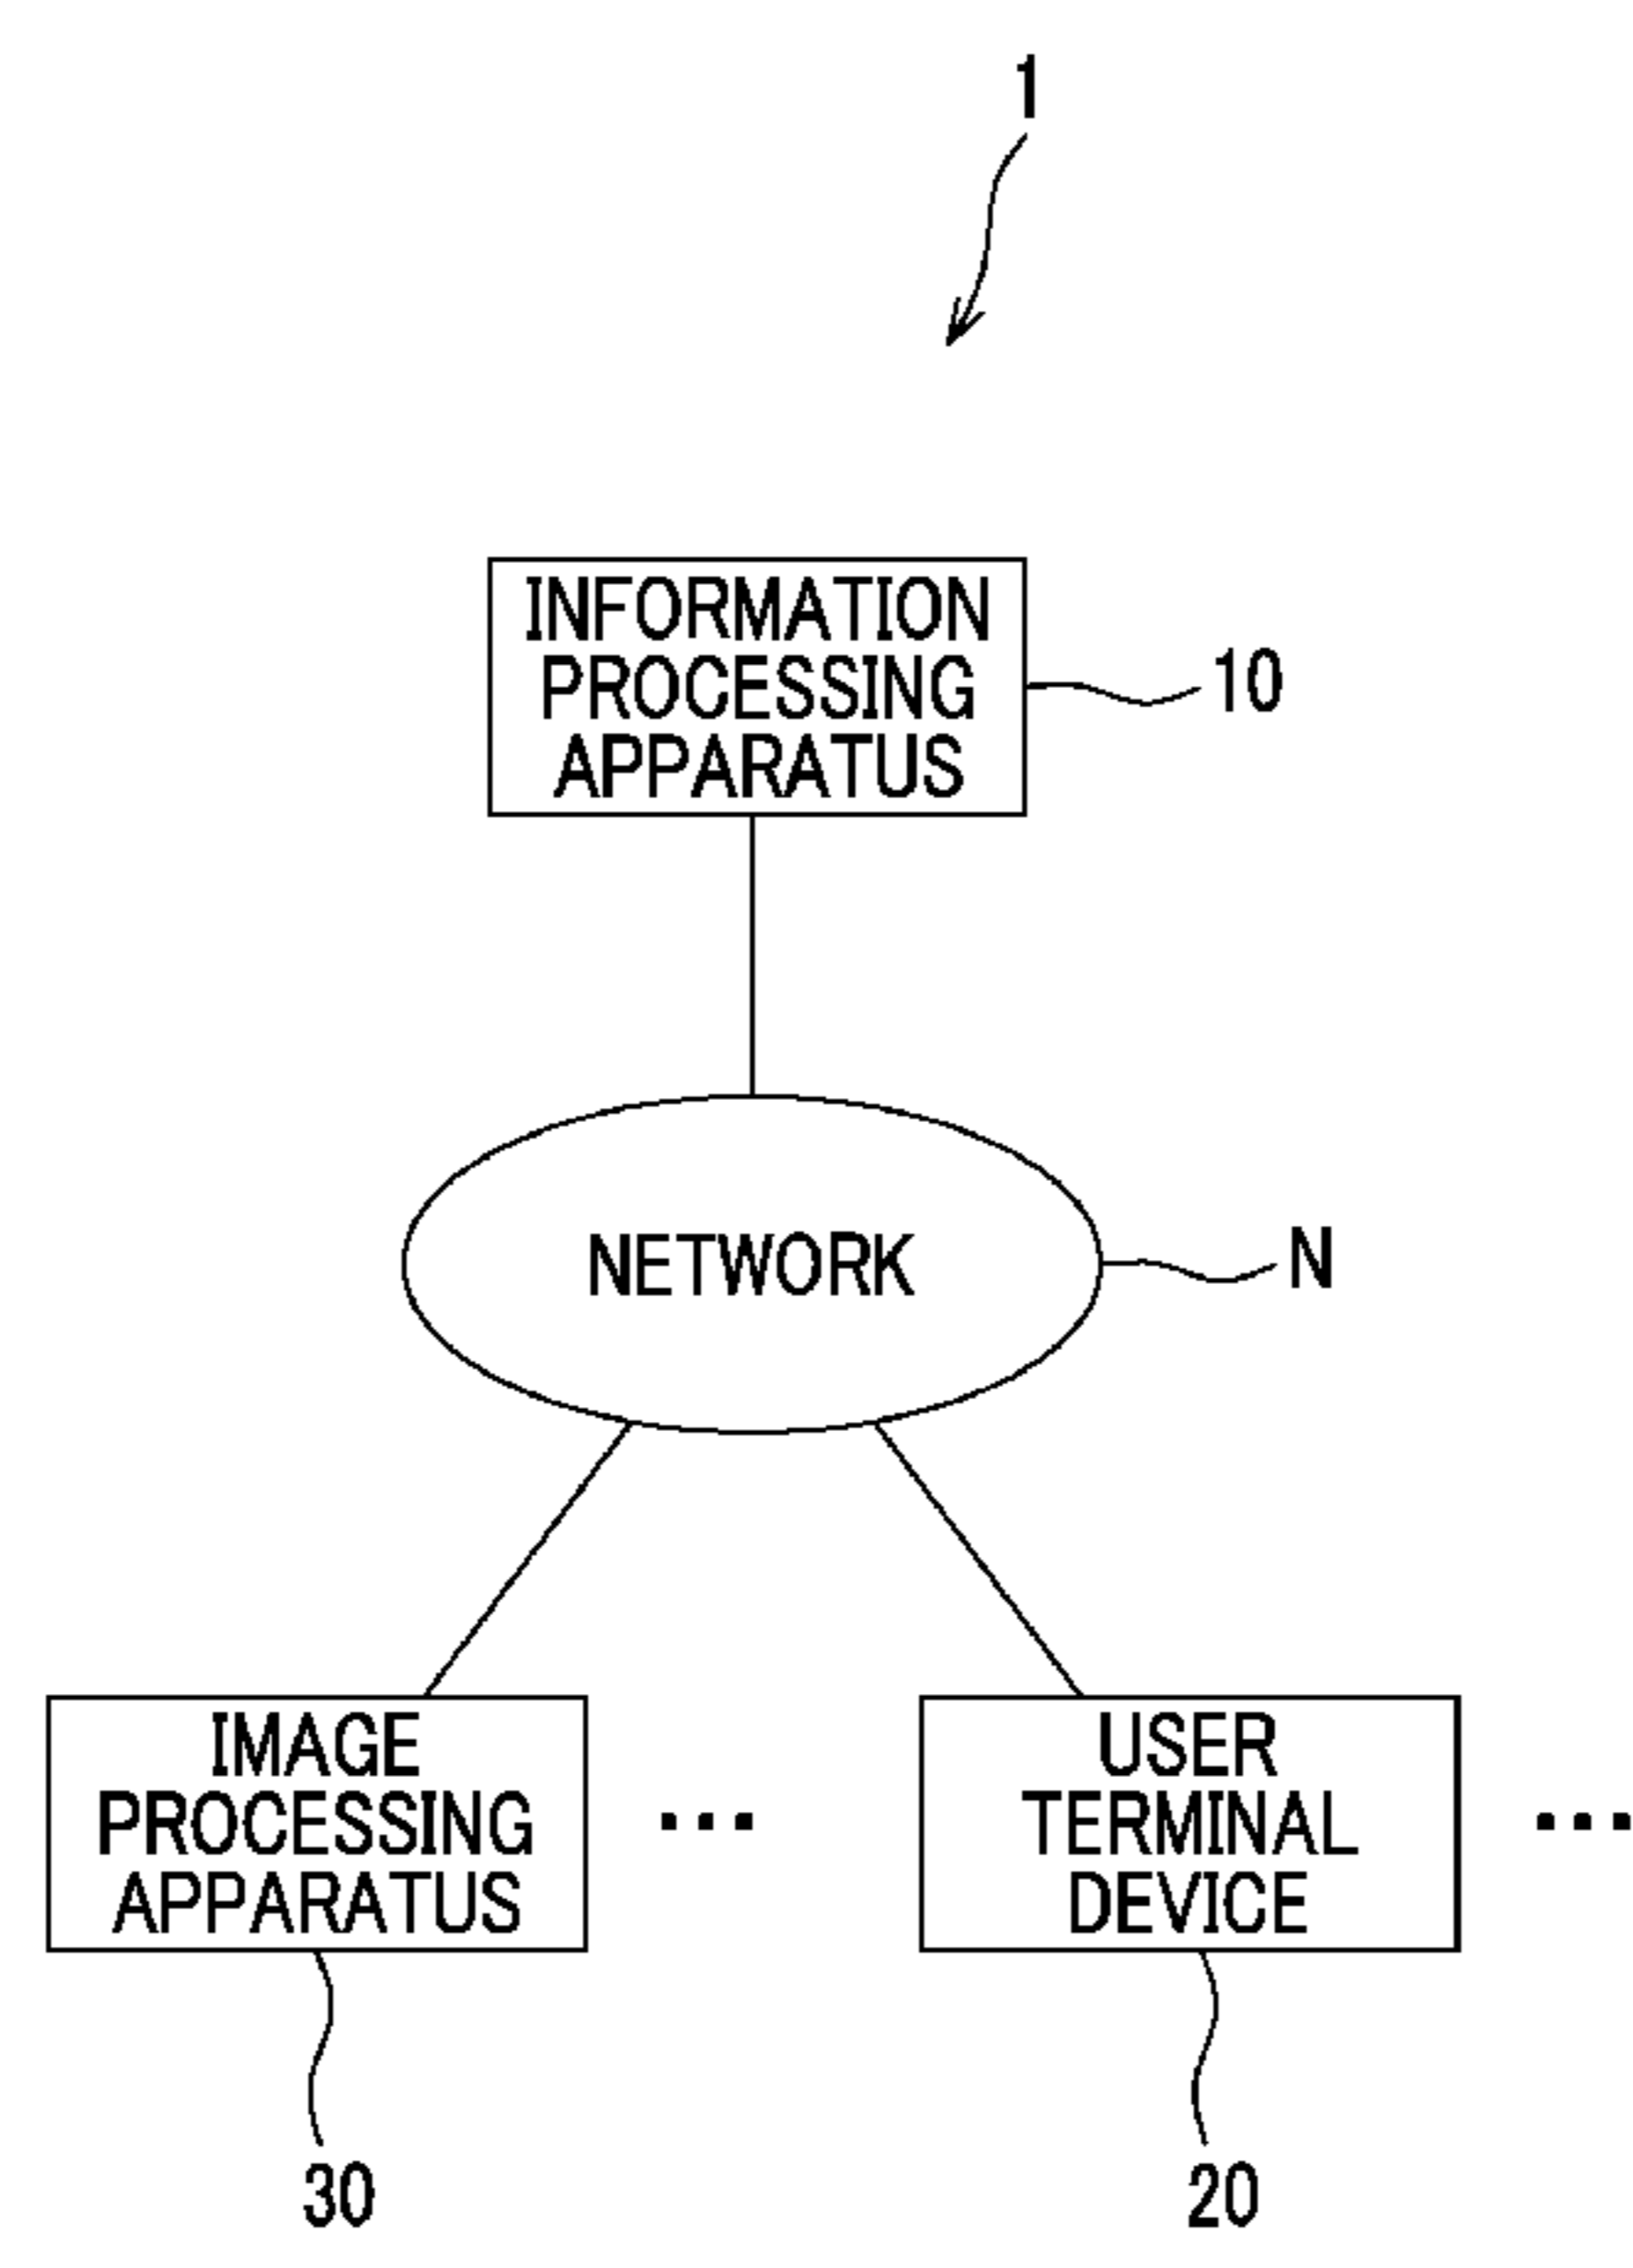 1
INFORMATION
PROCESSING
APPARATUS
10
NETWORK
N
IMAGE
PROCESSING
APPARATUS
...
USER
TERMINAL
DEVICE
...
30
20